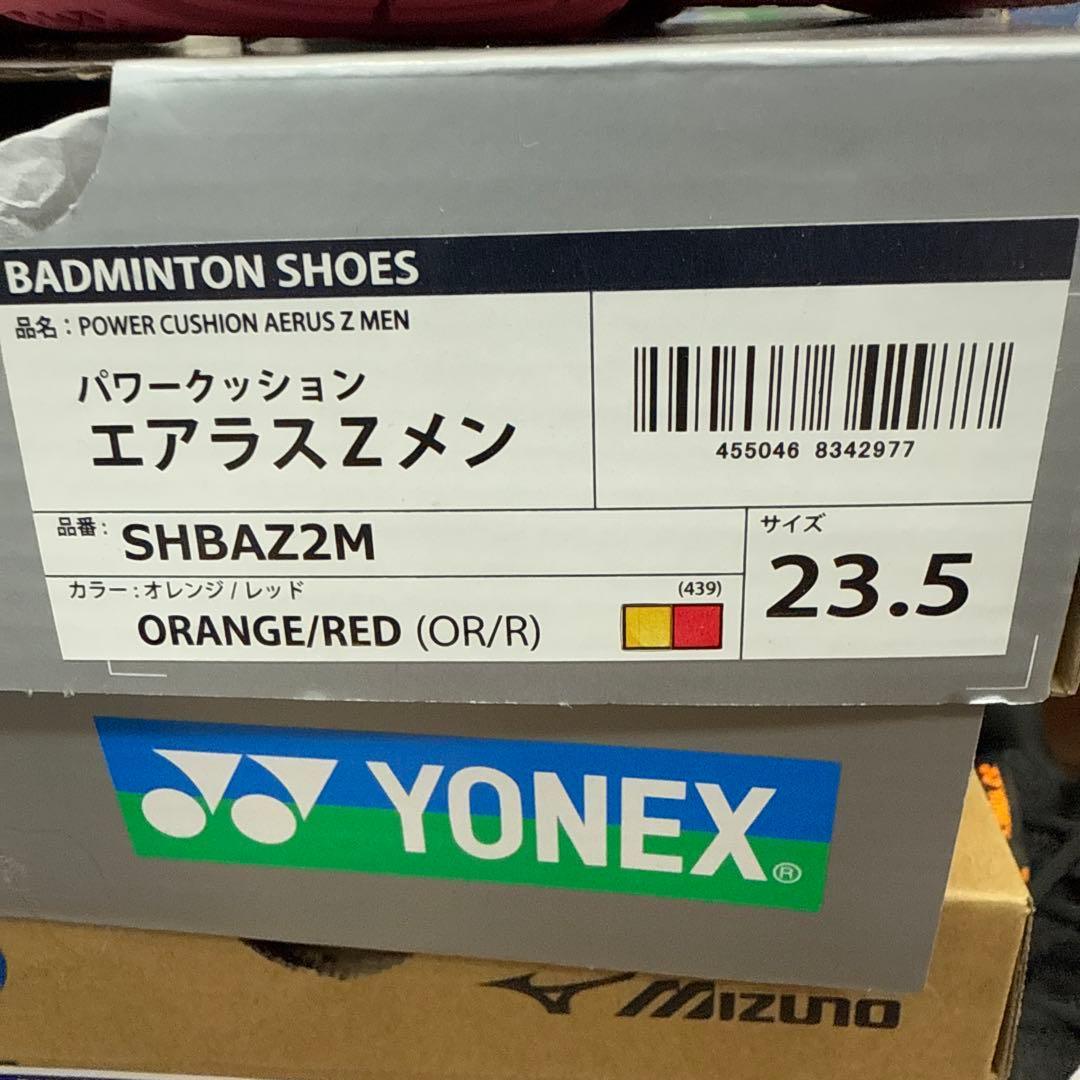 BADMINTON SHOES
品名：POWER CUSHION AERUS Z MEN
パワークッション
エアラスZメン
455046 8342977
品番：SHBAZ2M
カラー：オレンジ / レッド
(439)
ORANGE/RED (OR/R)
サイズ
23.5
YONEX®
MIZUNO